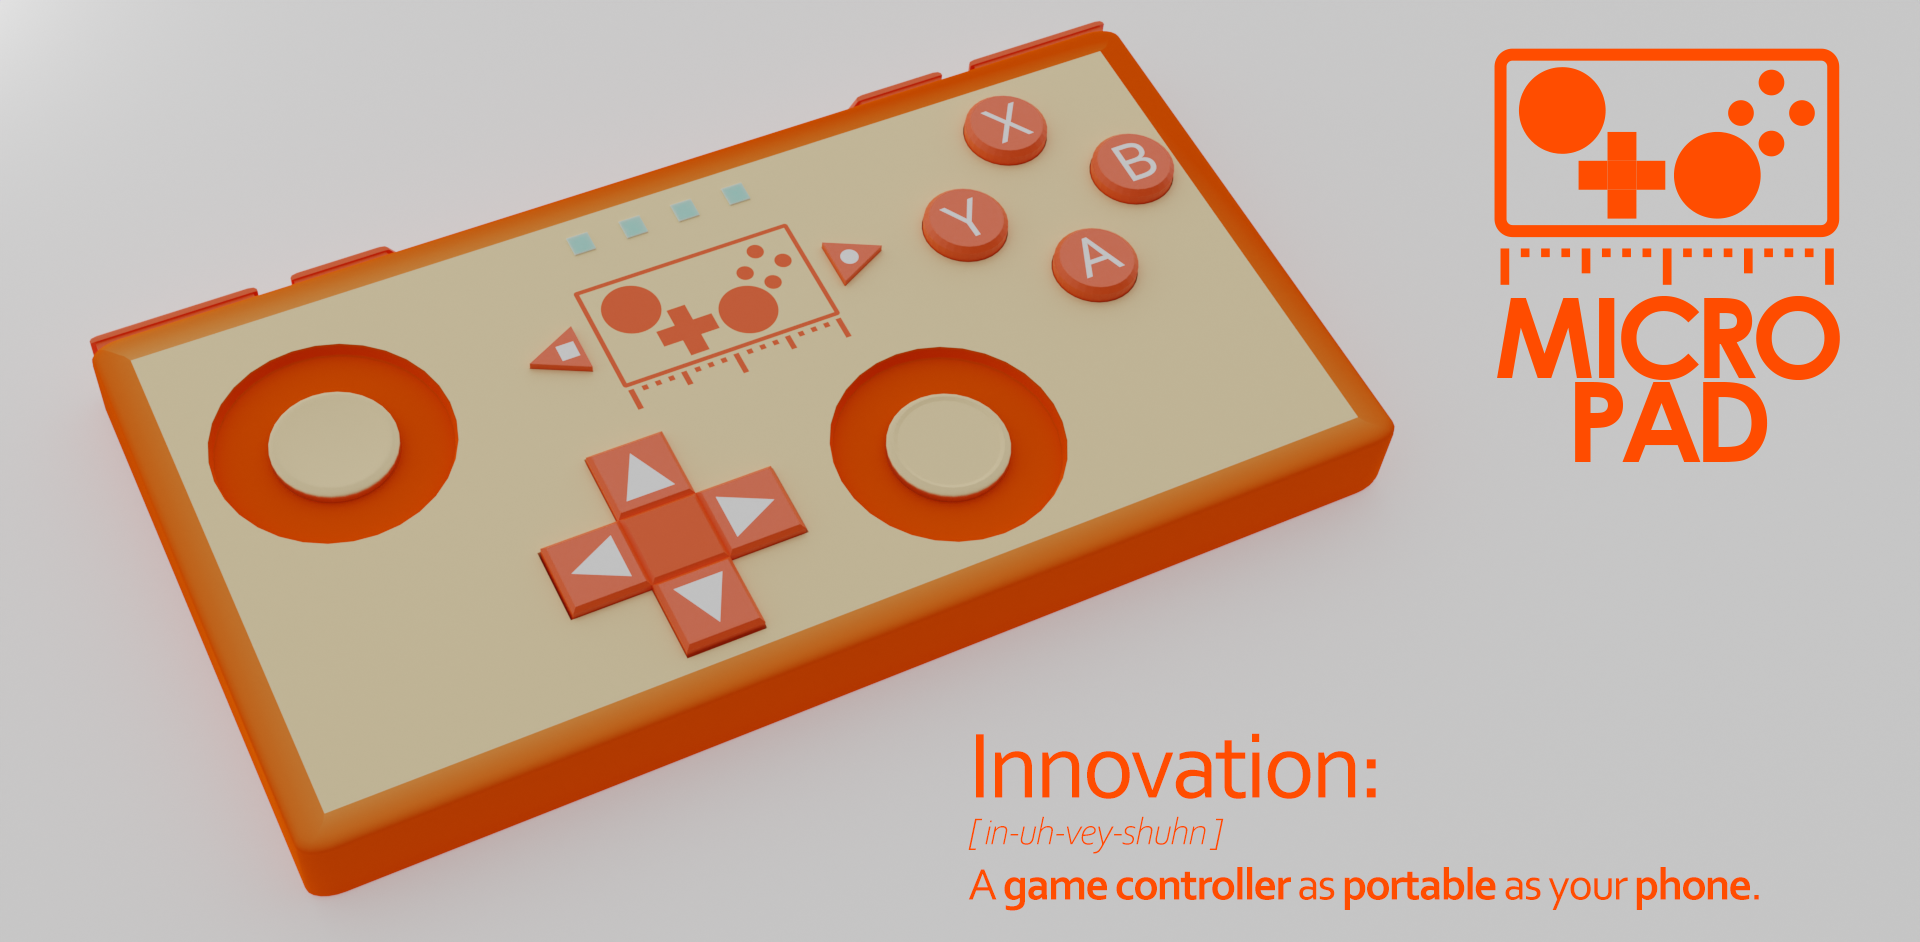 X
B
Y
A
MICRO
PAD
Innovation:
[in-uh-vey-shuhn]
A game controller as portable as your phone.